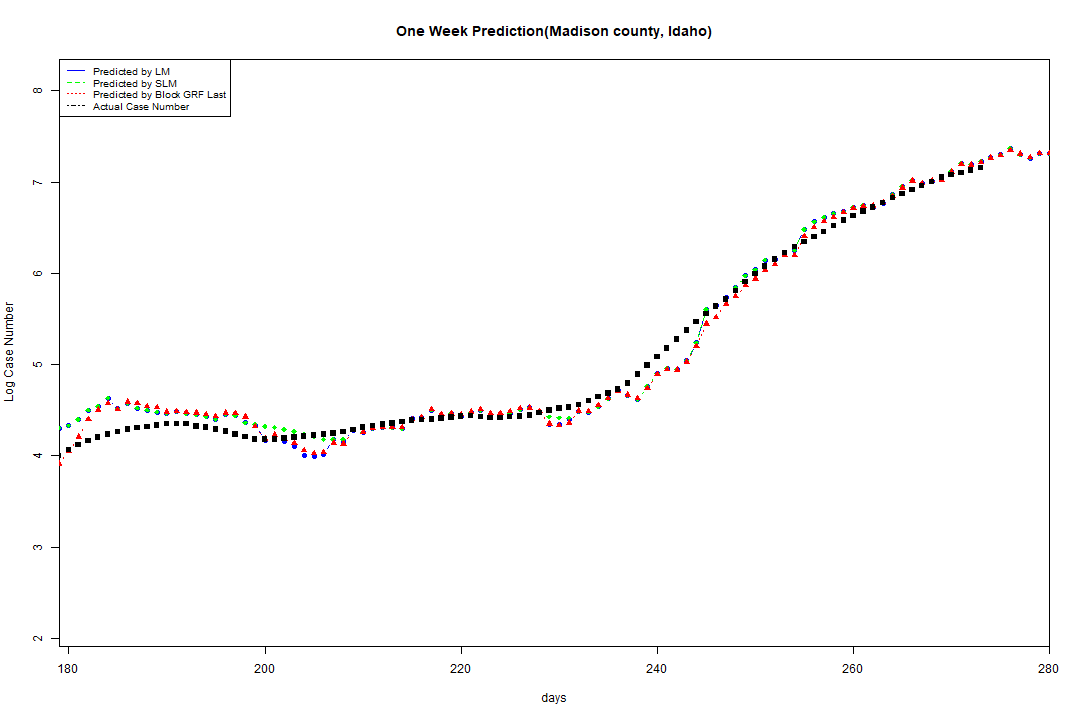 One Week Prediction(Madison county, Idaho)
Predicted by LM
Predicted by SLM
Predicted by Block GRF Last
Actual Case Number
8
7
6
5
4
3
2
Log Case Number
180 200 220 240 260 280
days